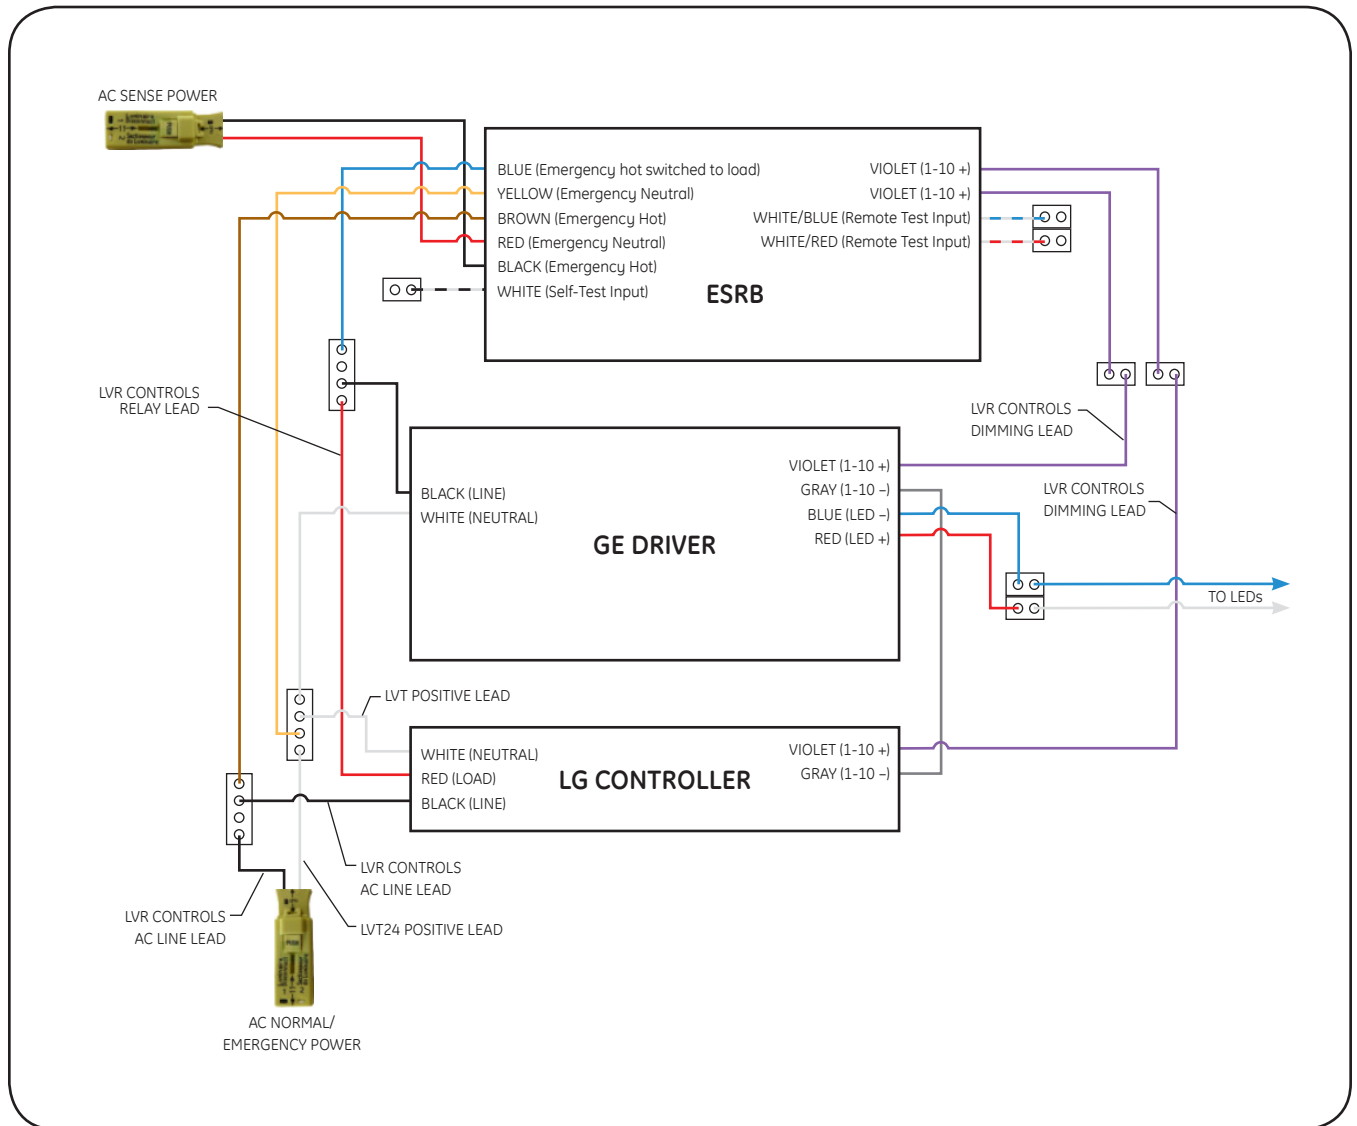 AC SENSE POWER
BLUE (Emergency hot switched to load)
YELLOW (Emergency Neutral)
BROWN (Emergency Hot)
RED (Emergency Neutral)
BLACK (Emergency Hot)
WHITE (Self-Test Input)
ESRB
VIOLET (1-10 +)
VIOLET (1-10 +)
WHITE/BLUE (Remote Test Input)
WHITE/RED (Remote Test Input)
LVR CONTROLS
RELAY LEAD
LVR CONTROLS
DIMMING LEAD
LVR CONTROLS
DIMMING LEAD
BLACK (LINE)
WHITE (NEUTRAL)
GE DRIVER
VIOLET (1-10 +)
GRAY (1-10 –)
BLUE (LED –)
RED (LED +)
TO LEDs
LVT POSITIVE LEAD
WHITE (NEUTRAL)
RED (LOAD)
BLACK (LINE)
LG CONTROLLER
VIOLET (1-10 +)
GRAY (1-10 –)
LVR CONTROLS
AC LINE LEAD
LVR CONTROLS
AC LINE LEAD
LVT24 POSITIVE LEAD
AC NORMAL/
EMERGENCY POWER